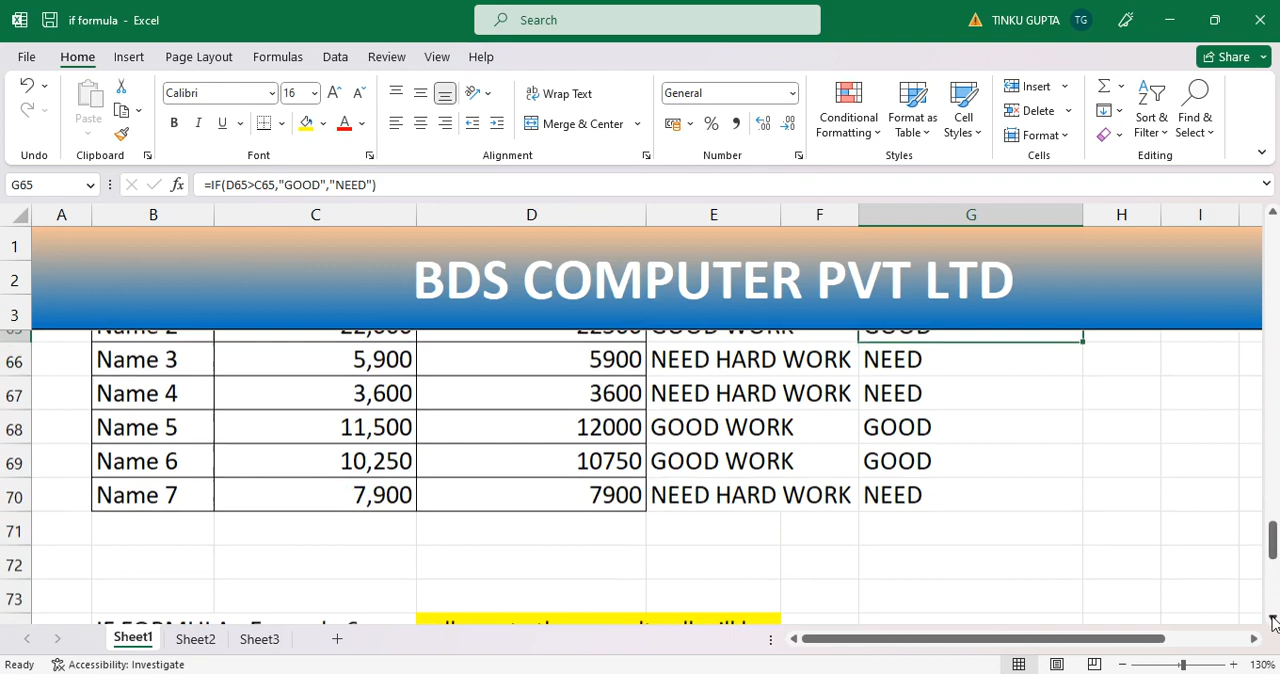 if formula - Excel
Search
TINKU GUPTA
TG
File Home Insert Page Layout Formulas Data Review View Help
Share
Paste
Calibri
16
Wrap Text
Merge & Center
General
Conditional Formatting
Format as Table
Cell Styles
Insert
Delete
Format
Sort & Filter
Find & Select
Undo Clipboard Font Alignment Number Styles Cells Editing
G65
fx
=IF(D65>C65,"GOOD","NEED")
A B C D E F G H I
1
2 BDS COMPUTER PVT LTD
3
66 Name 3 5,900 5900 NEED HARD WORK NEED
67 Name 4 3,600 3600 NEED HARD WORK NEED
68 Name 5 11,500 12000 GOOD WORK GOOD
69 Name 6 10,250 10750 GOOD WORK GOOD
70 Name 7 7,900 7900 NEED HARD WORK NEED
71
72
73
Sheet1 Sheet2 Sheet3
Ready Accessibility: Investigate
130%